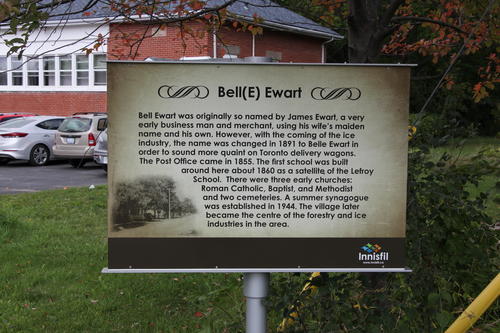 Bell(E) Ewart
Bell Ewart was originally so named by James Ewart, a very
early business man and merchant, using his wife's maiden
name and his own. However, with the coming of the ice
industry, the name was changed in 1891 to Belle Ewart in
order to sound more quaint on Toronto delivery wagons.
The Post Office came in 1855. The first school was built
around here about 1860 as a satellite of the Lefroy
School. There were three early churches:
Roman Catholic, Baptist, and Methodist
and two cemeteries. A summer synagogue
was established in 1944. The village later
became the centre of the forestry and ice
industries in the area.
Innisfil
www.innisfil.ca